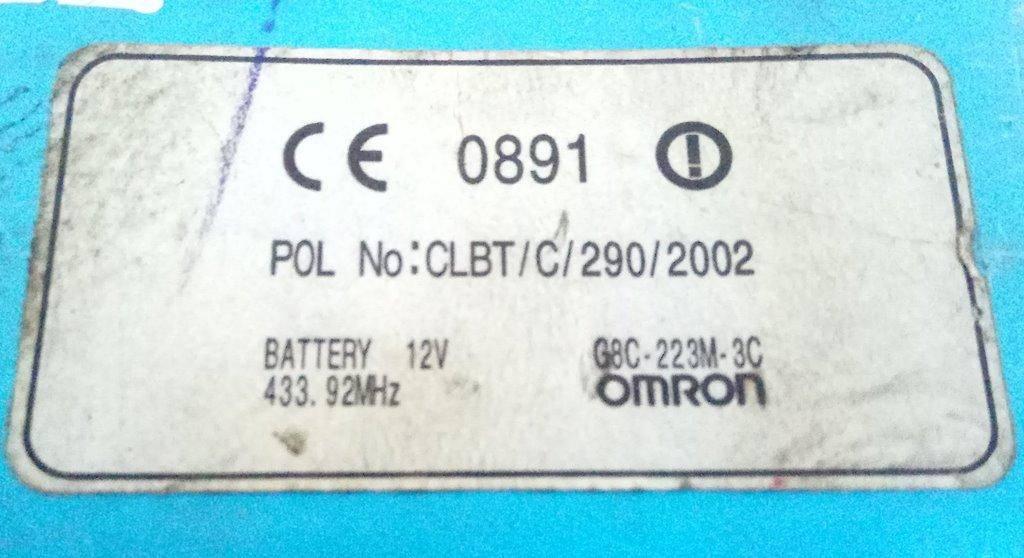 CE 0891
POL No:CLBT/C/290/2002
BATTERY 12V G8C-223M-3C
433.92MHz OMRON